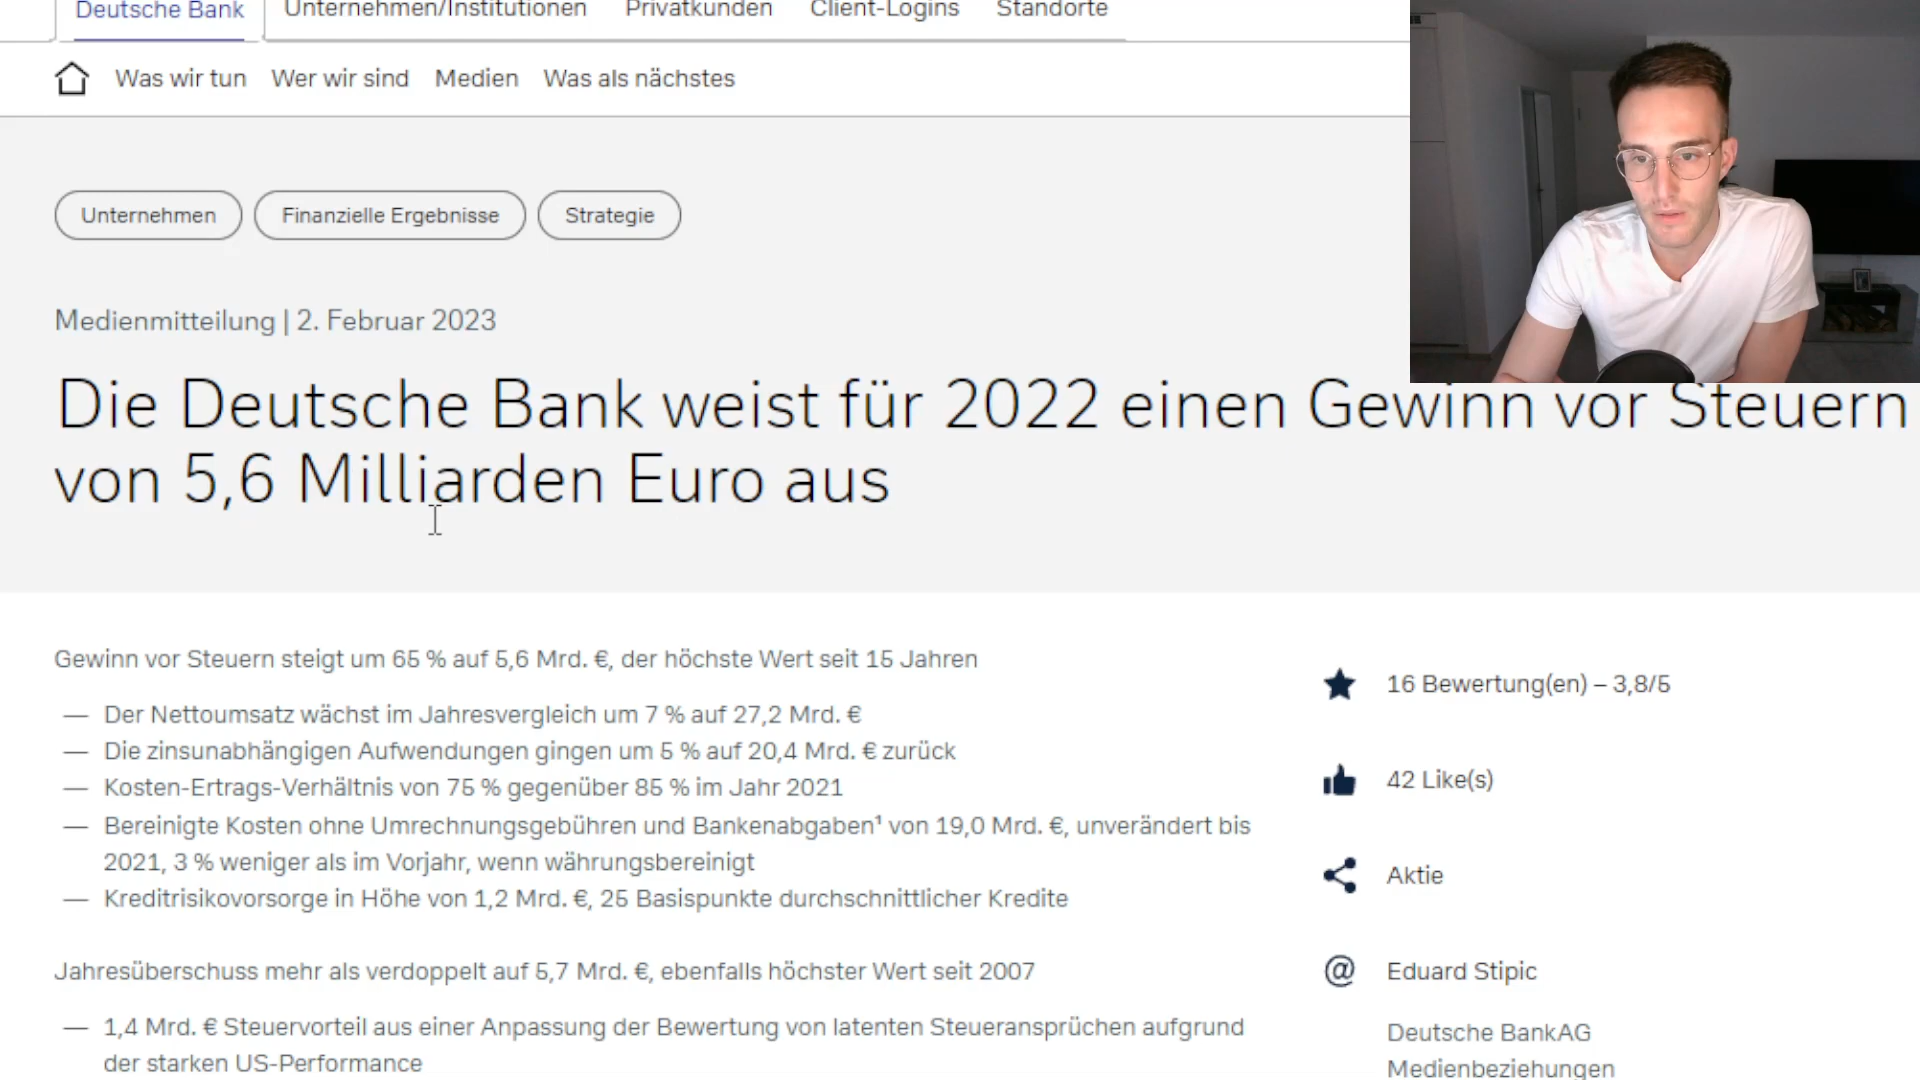 Deutsche Bank
Unternehmen/Institutionen
Privatkunden
Client-Logins
Standorte
Was wir tun
Wer wir sind
Medien
Was als nächstes
Unternehmen
Finanzielle Ergebnisse
Strategie
Medienmitteilung | 2. Februar 2023
Die Deutsche Bank weist für 2022 einen Gewinn vor Steuern
von 5,6 Milliarden Euro aus
Gewinn vor Steuern steigt um 65 % auf 5,6 Mrd. €, der höchste Wert seit 15 Jahren
— Der Nettoumsatz wächst im Jahresvergleich um 7 % auf 27,2 Mrd. €
— Die zinsunabhängigen Aufwendungen gingen um 5 % auf 20,4 Mrd. € zurück
— Kosten-Ertrags-Verhältnis von 75 % gegenüber 85 % im Jahr 2021
— Bereinigte Kosten ohne Umrechnungsgebühren und Bankenabgaben¹ von 19,0 Mrd. €, unverändert bis
2021, 3 % weniger als im Vorjahr, wenn währungsbereinigt
— Kreditrisikovorsorge in Höhe von 1,2 Mrd. €, 25 Basispunkte durchschnittlicher Kredite
Jahresüberschuss mehr als verdoppelt auf 5,7 Mrd. €, ebenfalls höchster Wert seit 2007
— 1,4 Mrd. € Steuervorteil aus einer Anpassung der Bewertung von latenten Steueransprüchen aufgrund
der starken US-Performance
16 Bewertung(en) – 3,8/5
42 Like(s)
Aktie
@ Eduard Stipic
Deutsche BankAG
Medienbeziehungen